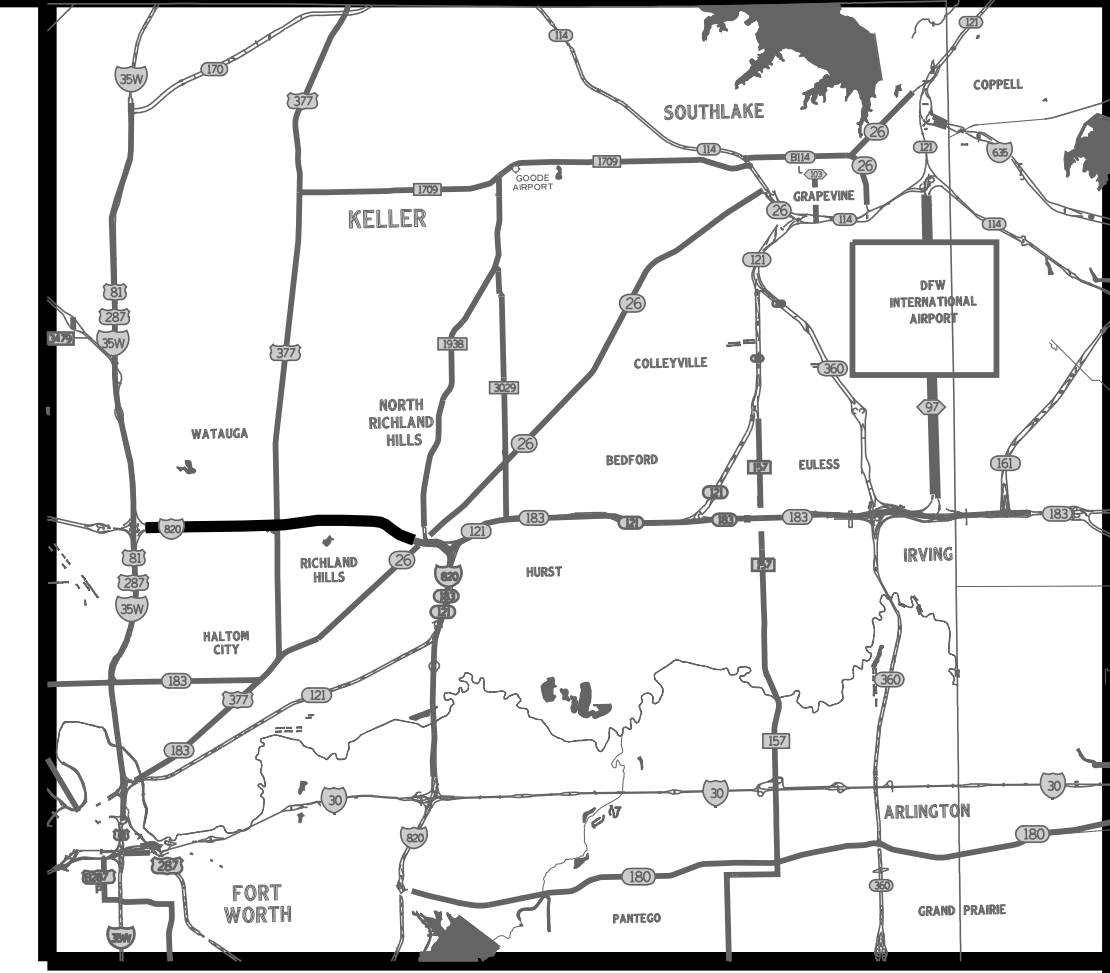 121
114
35W
170
COPPELL
377
SOUTHLAKE
26
114
121
635
B114
1709
26
103
GOODE
AIRPORT
1709
GRAPEVINE
26
114
114
KELLER
121
81
DFW
INTERNATIONAL
AIRPORT
26
287
35W
1938
377
COLLEYVILLE
360
3029
97
NORTH
RICHLAND
HILLS
WATAUGA
26
BEDFORD
EULESS
161
157
121
820
121
183
121
183
183
183
81
26
RICHLAND
HILLS
IRVING
157
HURST
820
287
183
121
35W
HALTOM
CITY
183
360
377
121
183
157
30
30
30
ARLINGTON
820
180
287
180
287
360
FORT
WORTH
PANTEGO
GRAND PRAIRIE
35W